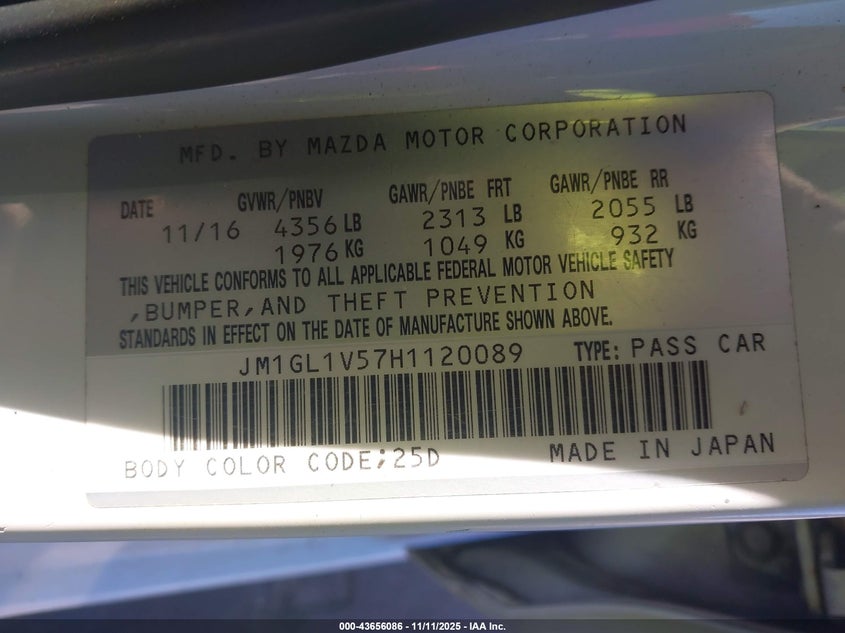 MFD. BY MAZDA MOTOR CORPORATION
DATE GVWR/PNBV GAWR/PNBE FRT GAWR/PNBE RR
11/16 4356 LB 2313 LB 2055 LB
1976 KG 1049 KG 932 KG
THIS VEHICLE CONFORMS TO ALL APPLICABLE FEDERAL MOTOR VEHICLE SAFETY
,BUMPER,AND THEFT PREVENTION
STANDARDS IN EFFECT ON THE DATE OF MANUFACTURE SHOWN ABOVE.
JM1GL1V57H1120089 TYPE: PASS CAR
BODY COLOR CODE;25D MADE IN JAPAN
000-43656086 - 11/11/2025 - IAA Inc.